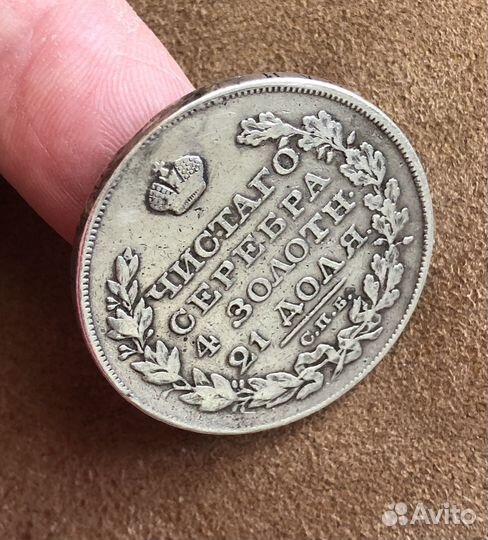 ЧИСТАГО
СЕРЕБРА
4 ЗОЛОТН.
21 ДОЛЯ.
С.П.Б.
Avito